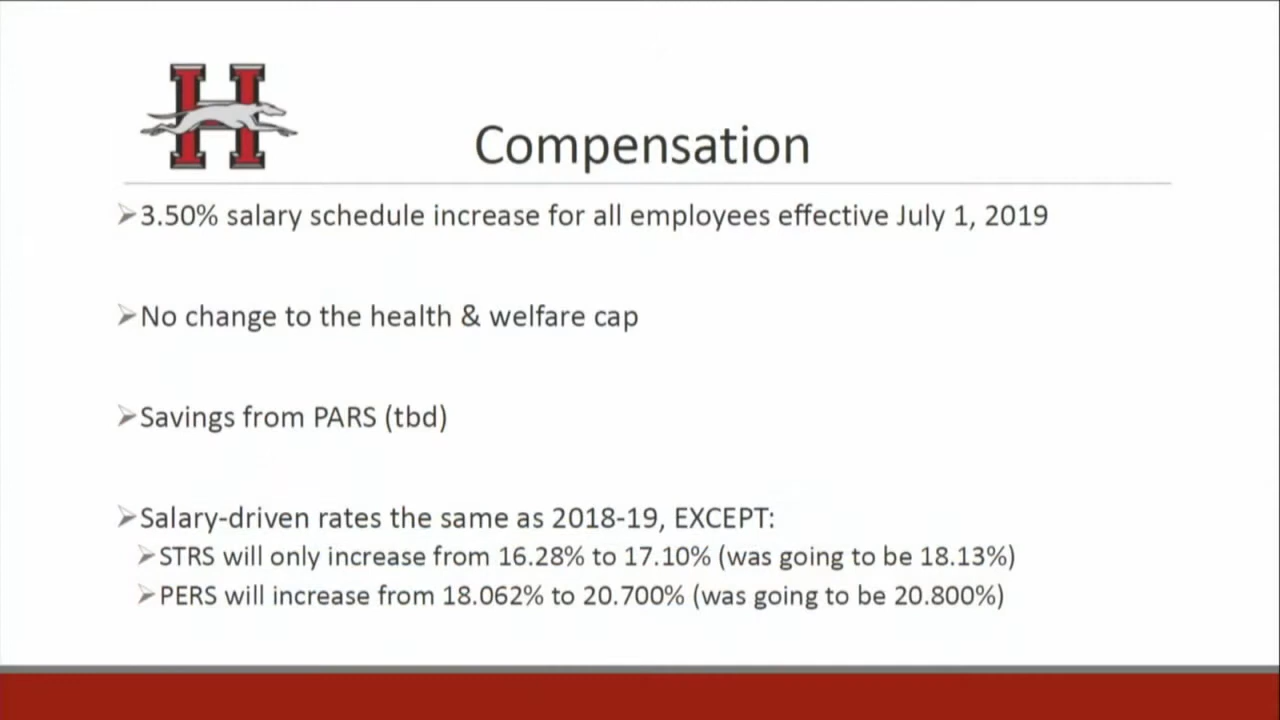 H
Compensation
3.50% salary schedule increase for all employees effective July 1, 2019
No change to the health & welfare cap
Savings from PARS (tbd)
Salary-driven rates the same as 2018-19, EXCEPT:
STRS will only increase from 16.28% to 17.10% (was going to be 18.13%)
PERS will increase from 18.062% to 20.700% (was going to be 20.800%)